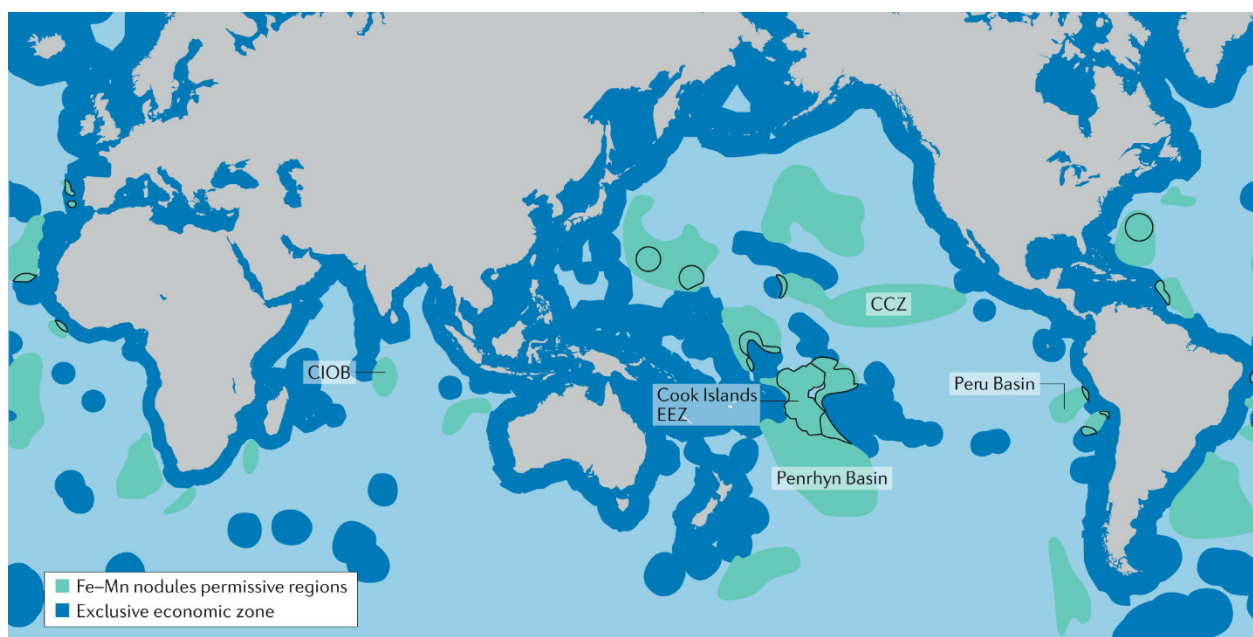 CCZ
CIOB
Cook Islands
EEZ
Peru Basin
Penrhyn Basin
Fe–Mn nodules permissive regions
Exclusive economic zone